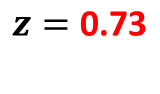 z = 0.73